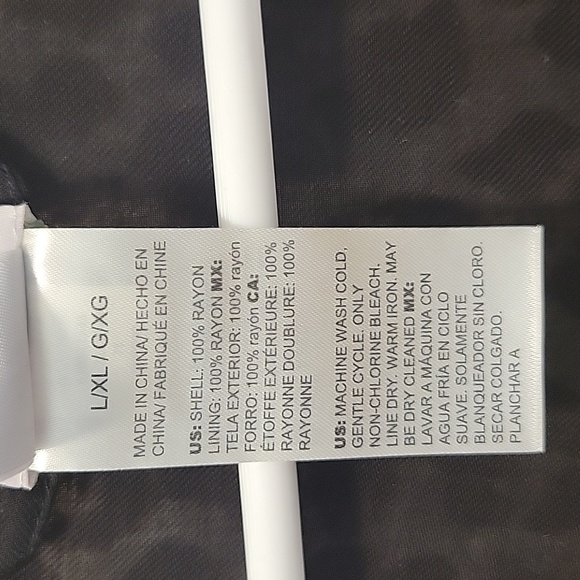 L/XL / G/XG
MADE IN CHINA/ HECHO EN
CHINA/ FABRIQUÉ EN CHINE
US: SHELL: 100% RAYON
LINING: 100% RAYON MX:
TELA EXTERIOR: 100% rayón
FORRO: 100% rayón CA:
ÉTOFFE EXTÉRIEURE: 100%
RAYONNE DOUBLURE: 100%
RAYONNE
US: MACHINE WASH COLD,
GENTLE CYCLE. ONLY
NON-CHLORINE BLEACH.
LINE DRY. WARM IRON. MAY
BE DRY CLEANED MX:
LAVAR A MAQUINA CON
AGUA FRÍA EN CICLO
SUAVE. SOLAMENTE
BLANQUEADOR SIN CLORO.
SECAR COLGADO.
PLANCHAR A